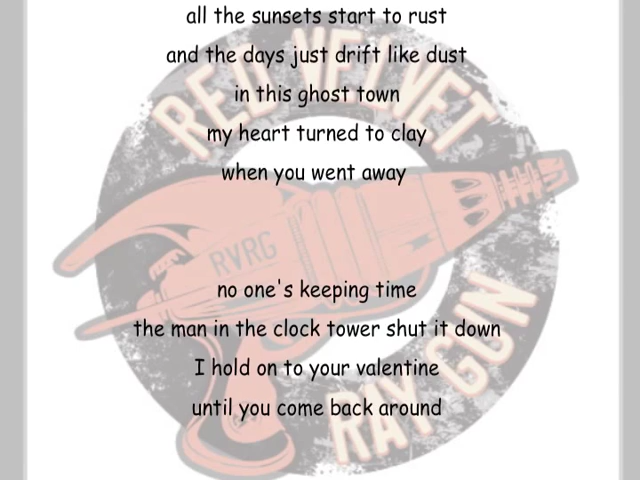 all the sunsets start to rust
and the days just drift like dust
in this ghost town
my heart turned to clay
when you went away
no one's keeping time
the man in the clock tower shut it down
I hold on to your valentine
until you come back around
RED VELVET
RVRG
RAY GUN